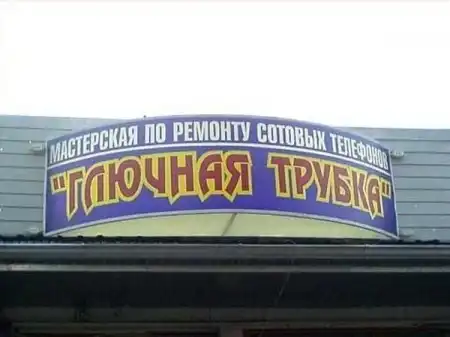 МАСТЕРСКАЯ ПО РЕМОНТУ СОТОВЫХ ТЕЛЕФОНОВ
"ГЛЮЧНАЯ ТРУБКА"